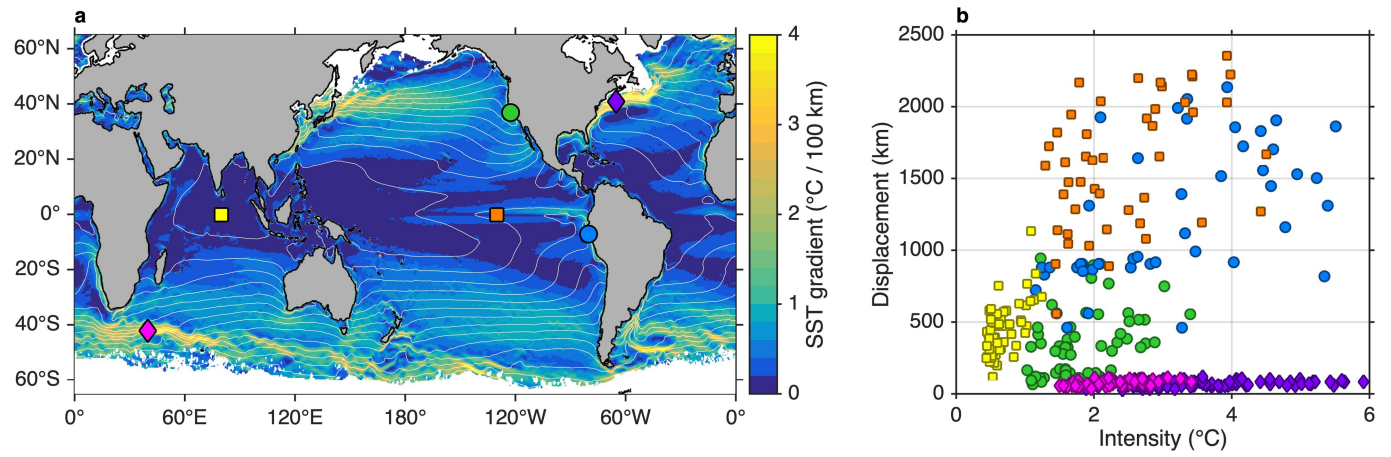 a
60°N
40°N
20°N
0°
20°S
40°S
60°S
0°
60°E
120°E
180°
120°W
60°W
0°
4
3
2
1
0
SST gradient (°C / 100 km)
b
2500
2000
1500
1000
500
0
Displacement (km)
0
2
4
6
Intensity (°C)